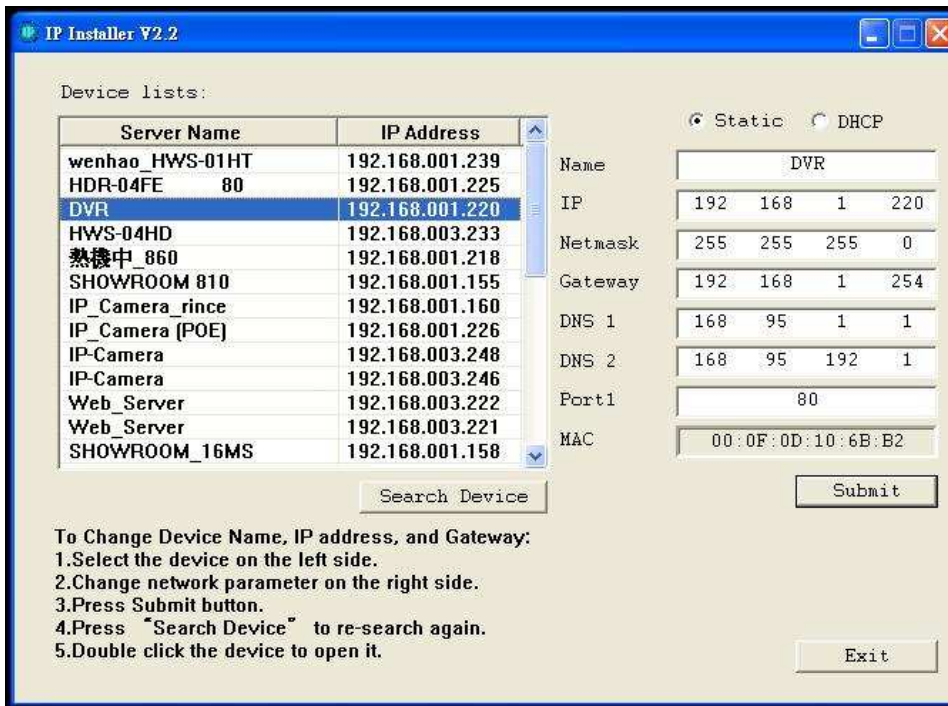 IP Installer V2.2
Device lists:
Server Name IP Address
wenhao_HWS-01HT 192.168.001.239
HDR-04FE 80 192.168.001.225
DVR 192.168.001.220
HWS-04HD 192.168.003.233
熱機中_860 192.168.001.218
SHOWROOM 810 192.168.001.155
IP_Camera_rince 192.168.001.160
IP_Camera (POE) 192.168.001.226
IP-Camera 192.168.003.248
IP-Camera 192.168.003.246
Web_Server 192.168.003.222
Web_Server 192.168.003.221
SHOWROOM_16MS 192.168.001.158
Search Device
Static DHCP
Name DVR
IP 192 168 1 220
Netmask 255 255 255 0
Gateway 192 168 1 254
DNS 1 168 95 1 1
DNS 2 168 95 192 1
Port1 80
MAC 00:0F:0D:10:6B:B2
Submit
To Change Device Name, IP address, and Gateway:
1.Select the device on the left side.
2.Change network parameter on the right side.
3.Press Submit button.
4.Press “Search Device” to re-search again.
5.Double click the device to open it.
Exit